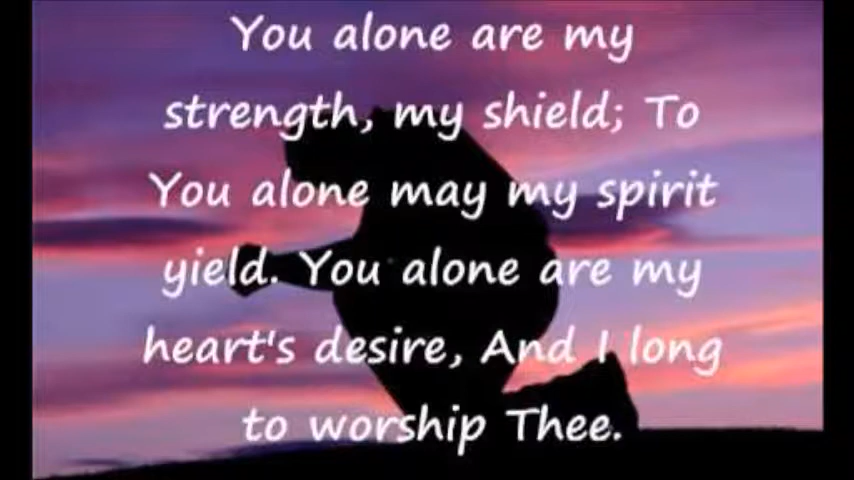 You alone are my
strength, my shield; To
You alone may my spirit
yield. You alone are my
heart's desire, And I long
to worship Thee.